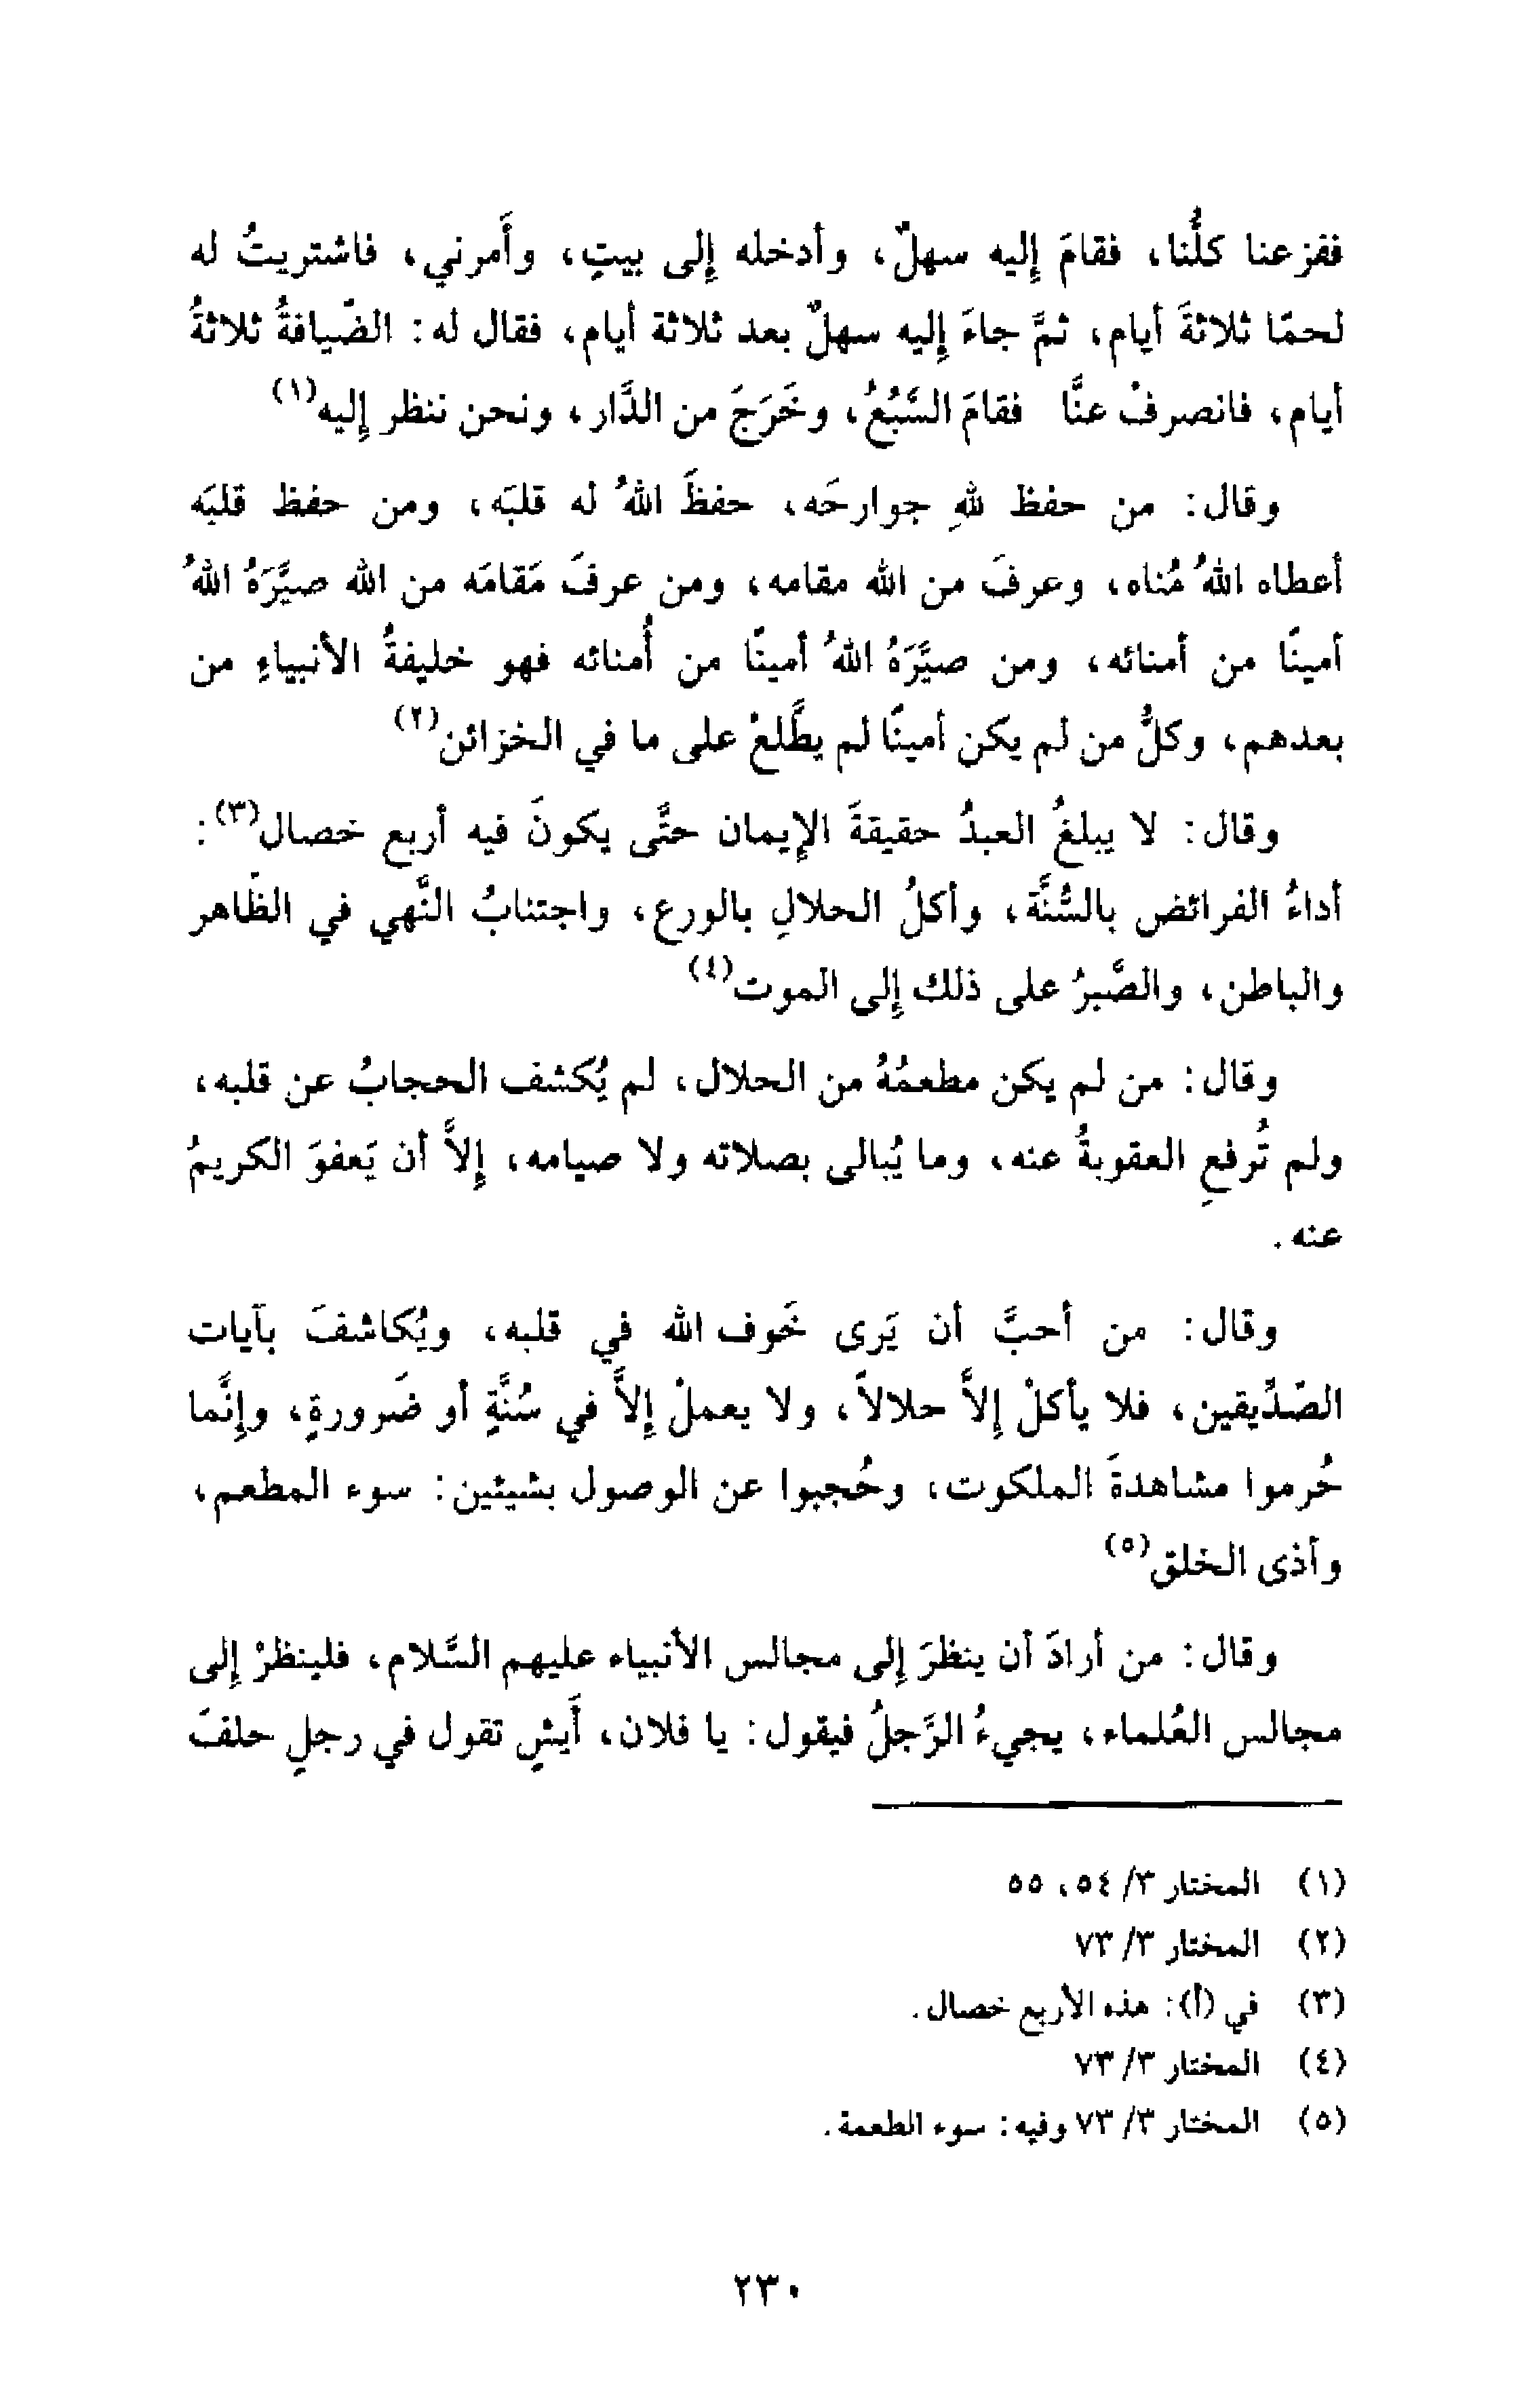 ففزعنا كلُّنا، فقامَ إليه سهلٌ، وأدخله إلى بيتٍ، وأَمرني، فاشتريتُ له
لحمًا ثلاثةَ أيام، ثمَّ جاءَ إليه سهلٌ بعد ثلاثة أيام، فقال له: الضِّيافةُ ثلاثةُ
أيام، فانصرفْ عنَّا فقامَ السَّبُعُ، وخَرَجَ من الدَّار، ونحن ننظر إليه(١)
وقال: من حفظ للهِ جوارحَه، حفظَ اللهُ له قلبَه، ومن حفظ قلبَه
أعطاه اللهُ مُناه، وعرفَ من الله مقامه، ومن عرفَ مَقامَه من الله صيَّرَهُ اللهُ
أمينًا من أمنائه، ومن صيَّرَهُ اللهُ أمينًا من أُمنائه فهو خليفةُ الأنبياءِ من
بعدهم، وكلُّ من لم يكن أمينًا لم يطَّلعْ على ما في الخزائن(٢)
وقال: لا يبلغُ العبدُ حقيقةَ الإيمان حتَّى يكونَ فيه أربع خصال(٣):
أداءُ الفرائض بالسُّنَّة، وأكلُ الحلالِ بالورع، واجتنابُ النَّهي في الظَّاهر
والباطن، والصَّبرُ على ذلك إلى الموت(٤)
وقال: من لم يكن مطعمُهُ من الحلال، لم يُكشف الحجابُ عن قلبه،
ولم تُرفعِ العقوبةُ عنه، وما يُبالى بصلاته ولا صيامه، إلاَّ أن يَعفوَ الكريمُ
عنه.
وقال: من أحبَّ أن يَرى خَوف الله في قلبه، ويُكاشفَ بآيات
الصِّدِّيقين، فلا يأكلْ إلاَّ حلالاً، ولا يعملْ إلاَّ في سُنَّةٍ أو ضَرورةٍ، وإنَّما
حُرموا مشاهدةَ الملكوت، وحُجبوا عن الوصول بشيئين: سوء المطعم،
وأذى الخلق(٥)
وقال: من أرادَ أن ينظرَ إلى مجالس الأنبياء عليهم السَّلام، فلينظرْ إلى
مجالس العُلماء، يجيءُ الرَّجلُ فيقول: يا فلان، أَيشٍ تقول في رجلٍ حلفَ
(١) المختار ٣/ ٥٤، ٥٥
(٢) المختار ٣/ ٧٣
(٣) في (أ): هذه الأربع خصال.
(٤) المختار ٣/ ٧٣
(٥) المختار ٣/ ٧٣ وفيه: سوء الطعمة.
٢٣٠